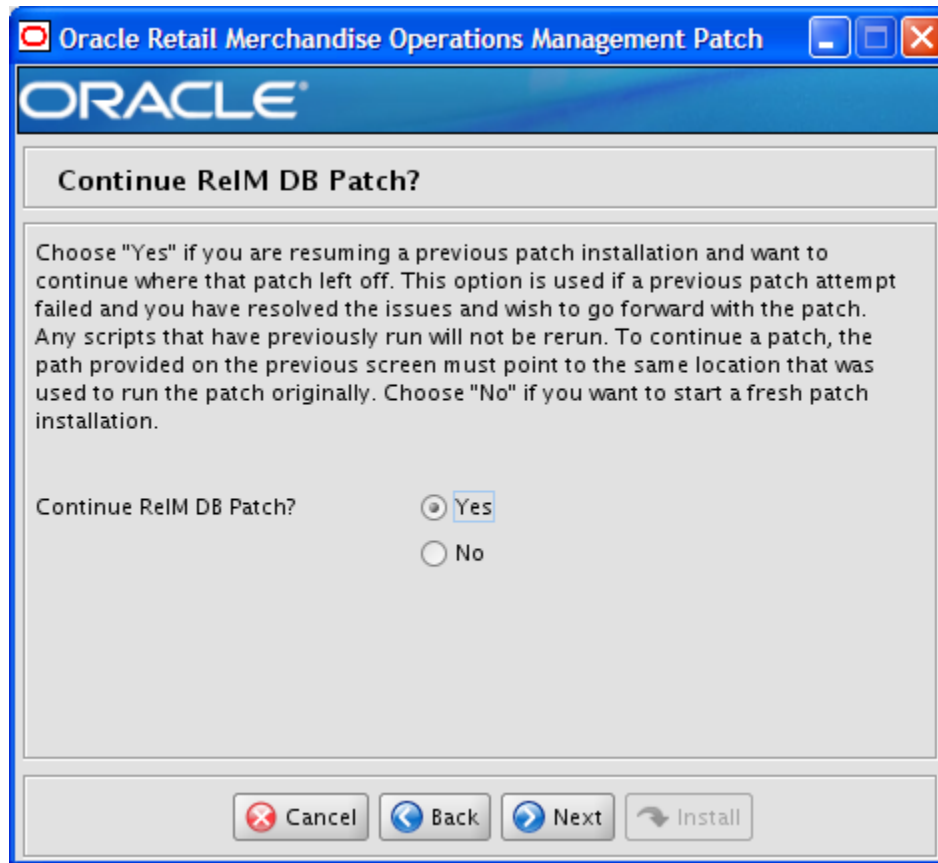 Oracle Retail Merchandise Operations Management Patch
ORACLE®
Continue ReIM DB Patch?
Choose "Yes" if you are resuming a previous patch installation and want to
continue where that patch left off. This option is used if a previous patch attempt
failed and you have resolved the issues and wish to go forward with the patch.
Any scripts that have previously run will not be rerun. To continue a patch, the
path provided on the previous screen must point to the same location that was
used to run the patch originally. Choose "No" if you want to start a fresh patch
installation.
Continue ReIM DB Patch? Yes
No
Cancel Back Next Install